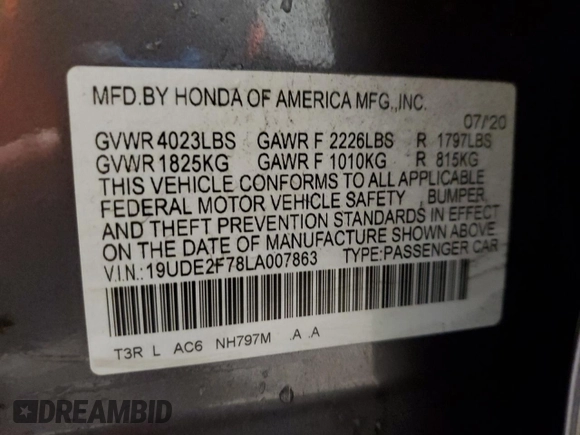 MFD.BY HONDA OF AMERICA MFG.,INC.
07/'20
GVWR 4023LBS GAWR F 2226LBS R 1797LBS
GVWR 1825KG GAWR F 1010KG R 815KG
THIS VEHICLE CONFORMS TO ALL APPLICABLE
FEDERAL MOTOR VEHICLE SAFETY , BUMPER,
AND THEFT PREVENTION STANDARDS IN EFFECT
ON THE DATE OF MANUFACTURE SHOWN ABOVE
V.I.N.: 19UDE2F78LA007863 TYPE:PASSENGER CAR
T3R L AC6 NH797M .A .A
DREAMBID